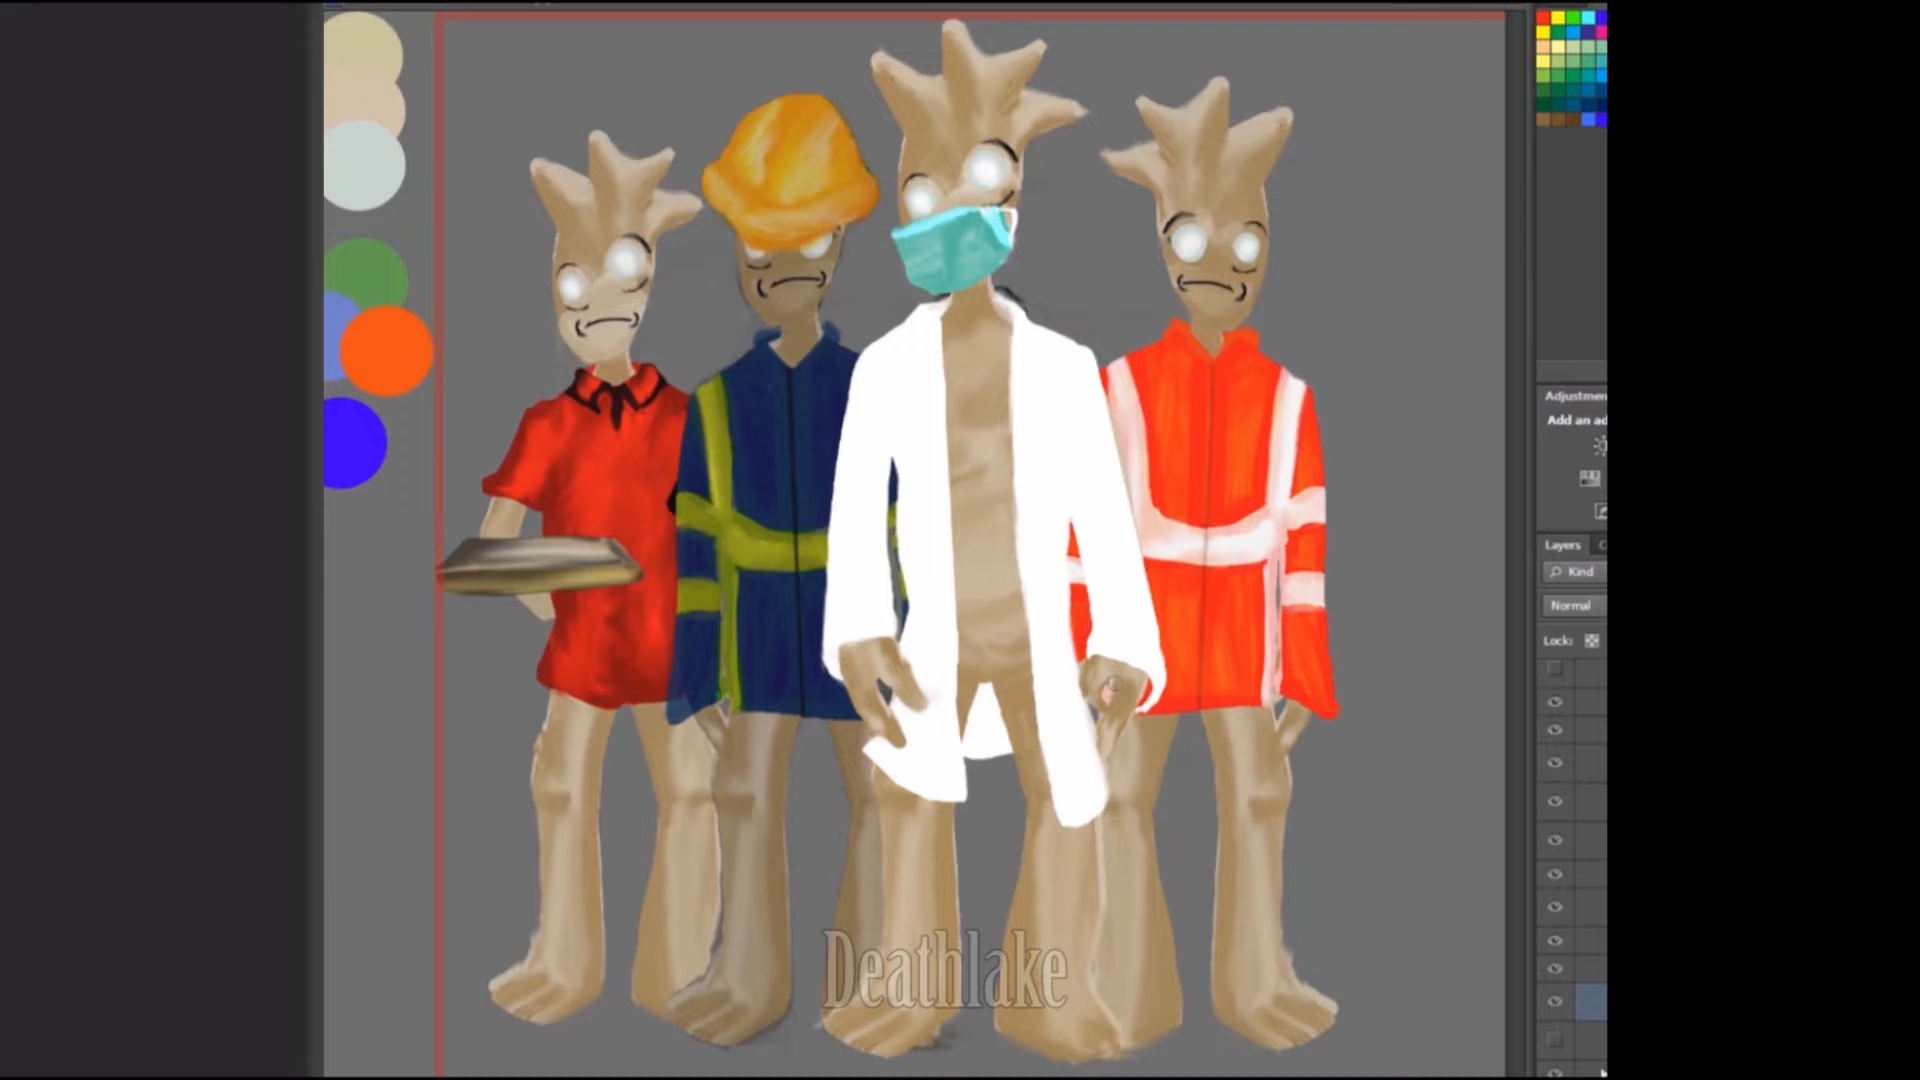 Adjustmen
Add an ad
Layers
Kind
Normal
Lock:
Deathlake